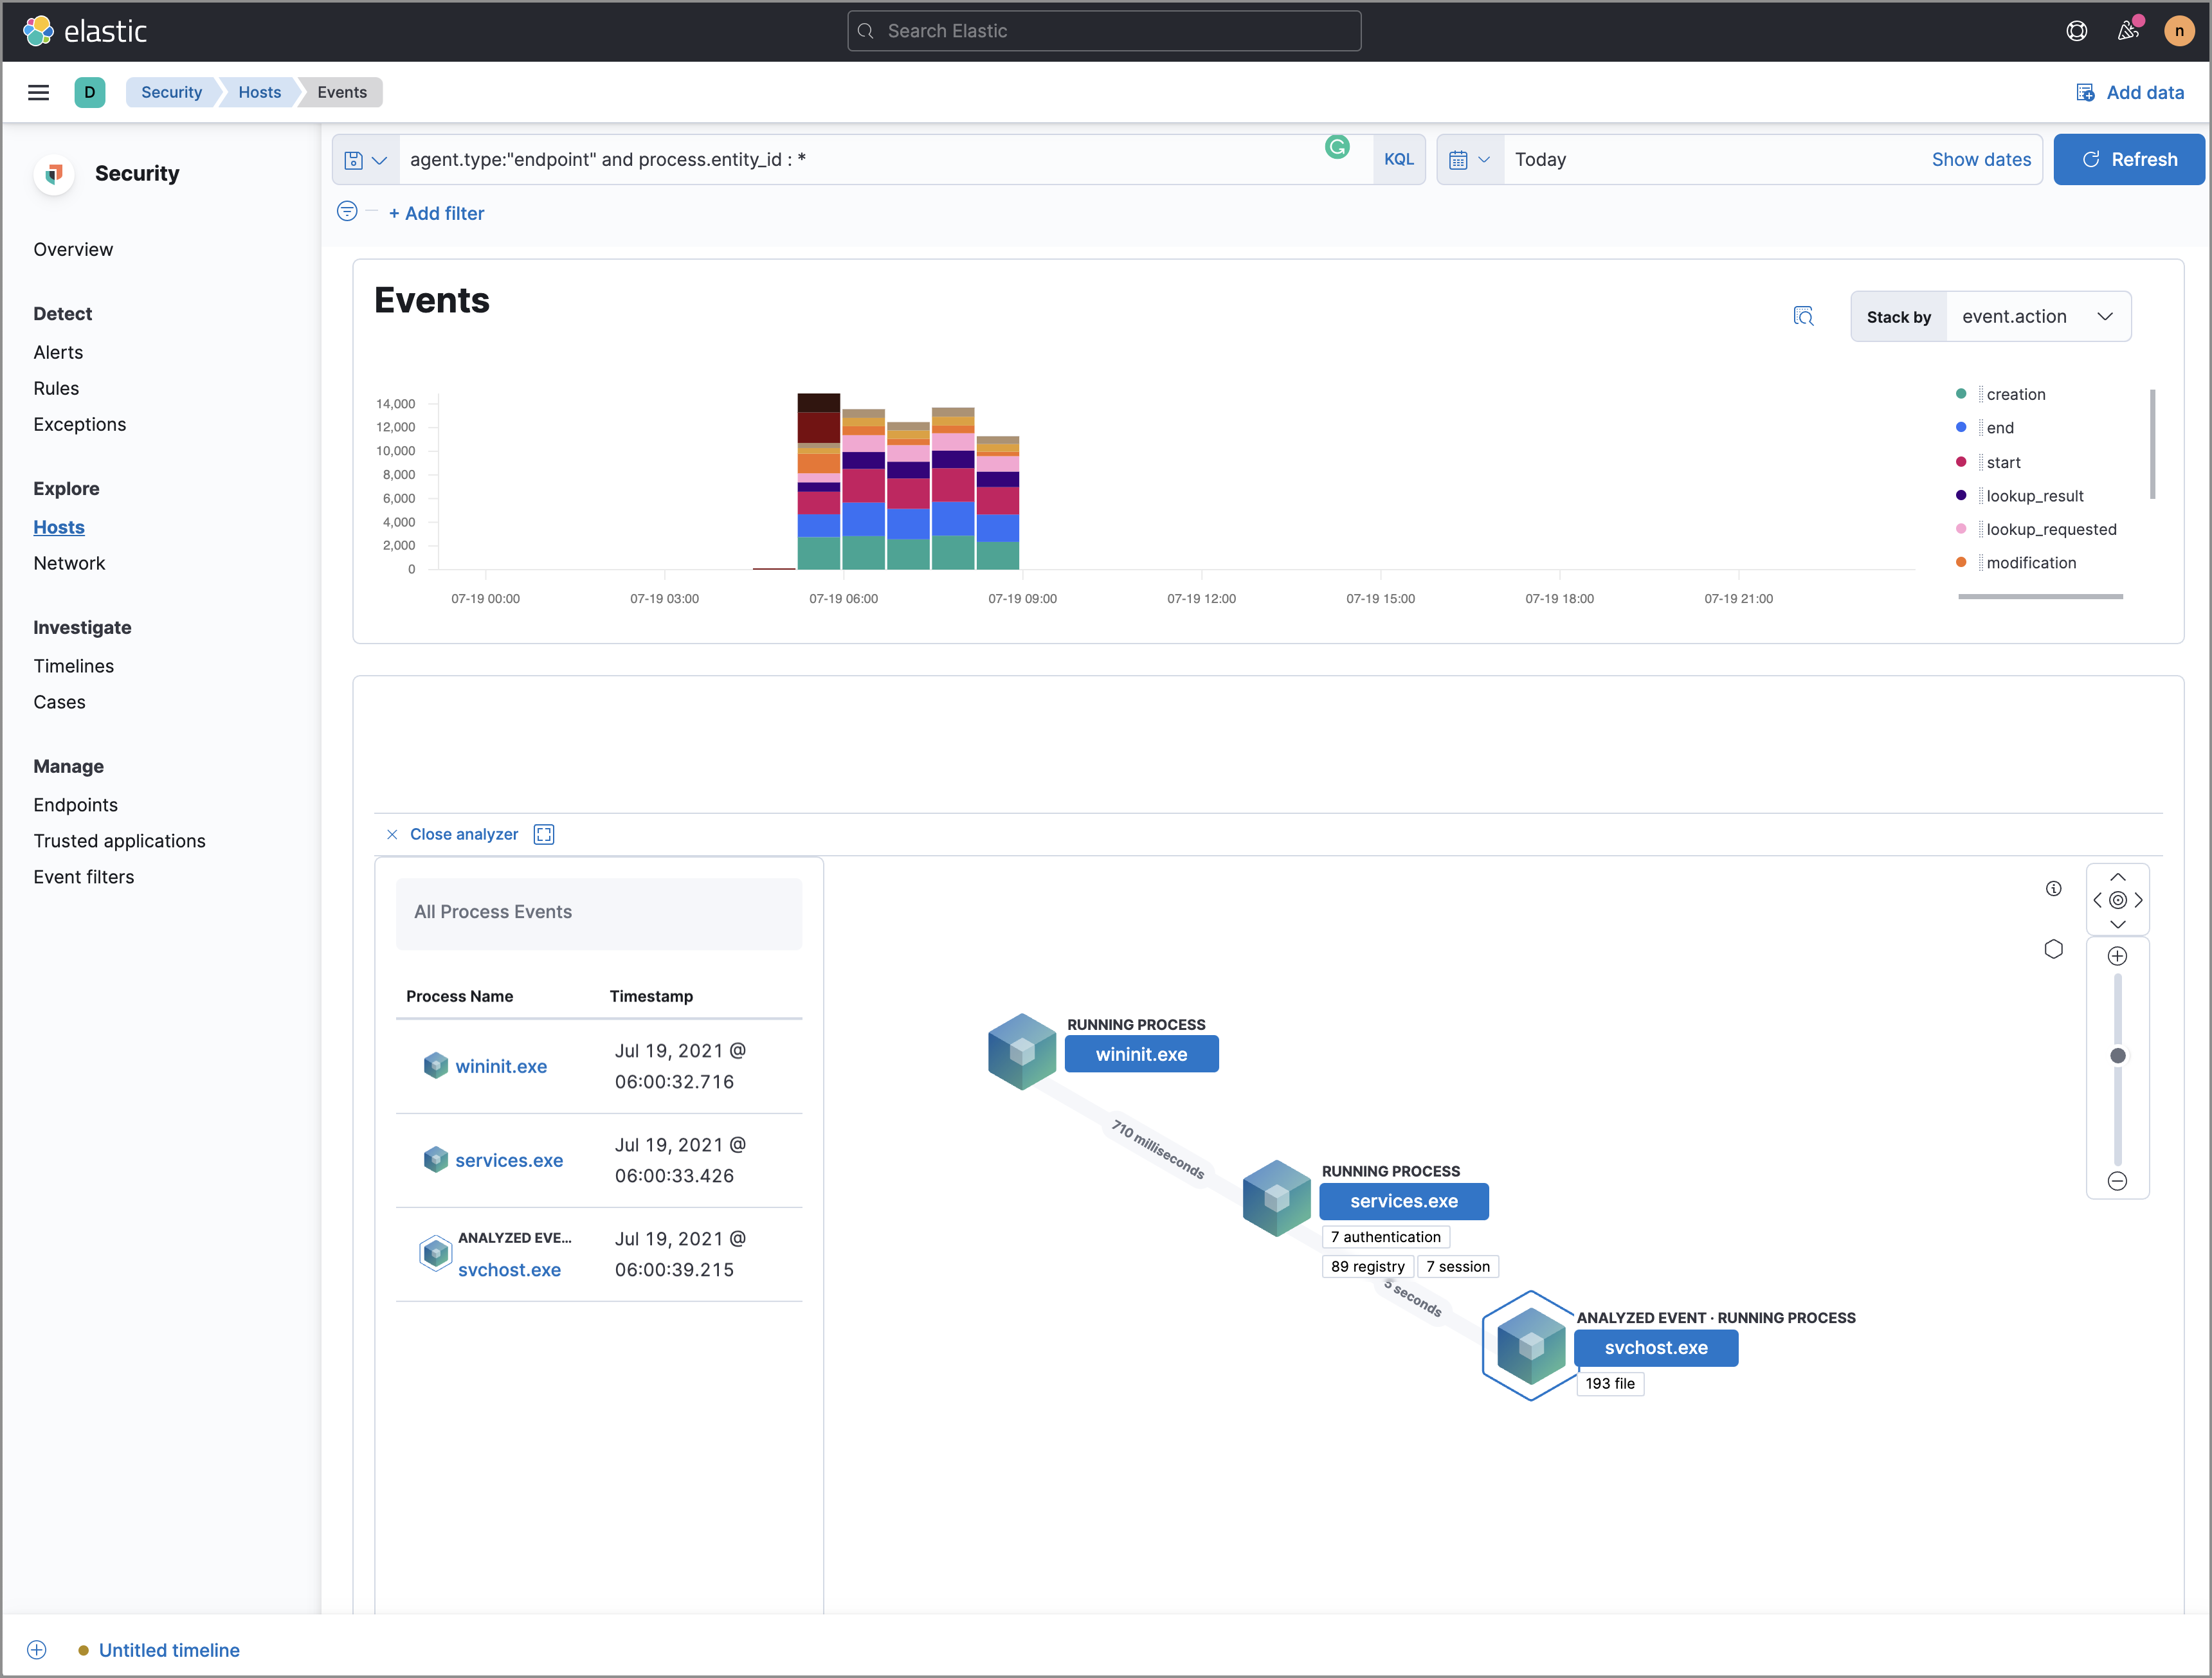 elastic
Search Elastic
n
D
Security
Hosts
Events
Add data
Security
agent.type:"endpoint" and process.entity_id : *
KQL
Today
Show dates
Refresh
+ Add filter
Overview
Detect
Alerts
Rules
Exceptions
Explore
Hosts
Network
Investigate
Timelines
Cases
Manage
Endpoints
Trusted applications
Event filters
Events
Stack by
event.action
14,000
12,000
10,000
8,000
6,000
4,000
2,000
0
07-19 00:00
07-19 03:00
07-19 06:00
07-19 09:00
07-19 12:00
07-19 15:00
07-19 18:00
07-19 21:00
creation
end
start
lookup_result
lookup_requested
modification
Close analyzer
All Process Events
Process Name
Timestamp
wininit.exe
Jul 19, 2021 @
06:00:32.716
services.exe
Jul 19, 2021 @
06:00:33.426
ANALYZED EVE...
svchost.exe
Jul 19, 2021 @
06:00:39.215
RUNNING PROCESS
wininit.exe
710 milliseconds
RUNNING PROCESS
services.exe
7 authentication
89 registry
7 session
5 seconds
ANALYZED EVENT · RUNNING PROCESS
svchost.exe
193 file
Untitled timeline